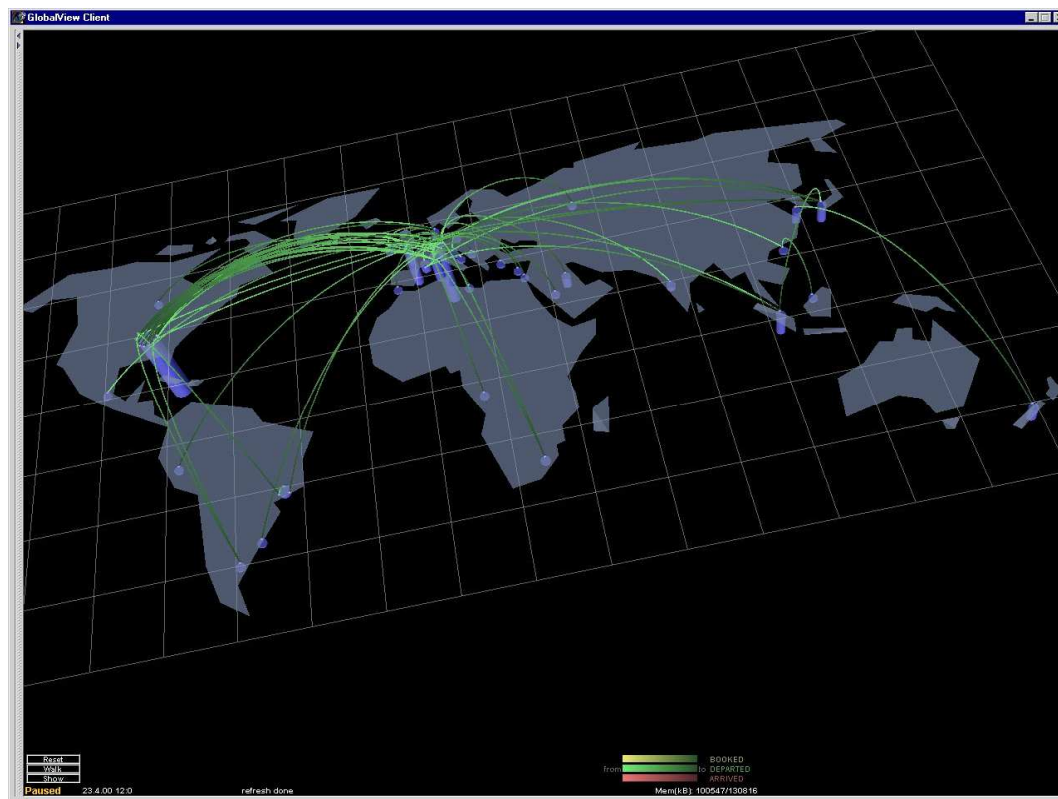 GlobalView Client
Reset
Walk
Show
BOOKED
from to DEPARTED
ARRIVED
Paused 23.4.00 12:0 refresh done Mem(kB): 100547/130816